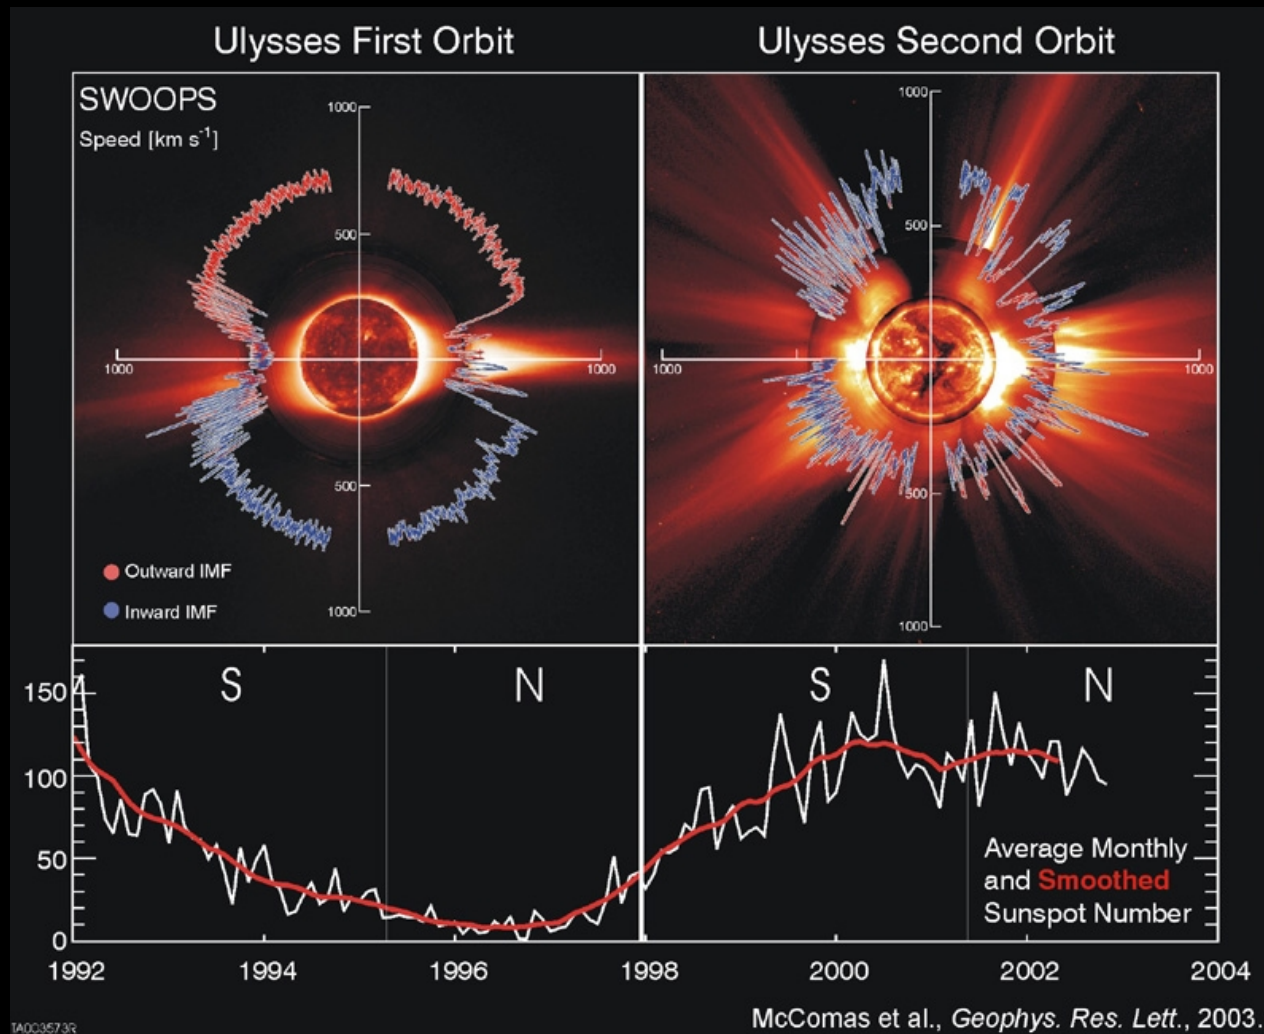 Ulysses First Orbit
Ulysses Second Orbit
SWOOPS
Speed [km s⁻¹]
1000
500
1000
1000
500
1000
Outward IMF
Inward IMF
1000
500
1000
1000
500
1000
S
N
S
N
150
100
50
0
Average Monthly
and Smoothed
Sunspot Number
1992
1994
1996
1998
2000
2002
2004
McComas et al., Geophys. Res. Lett., 2003.
TA003573R